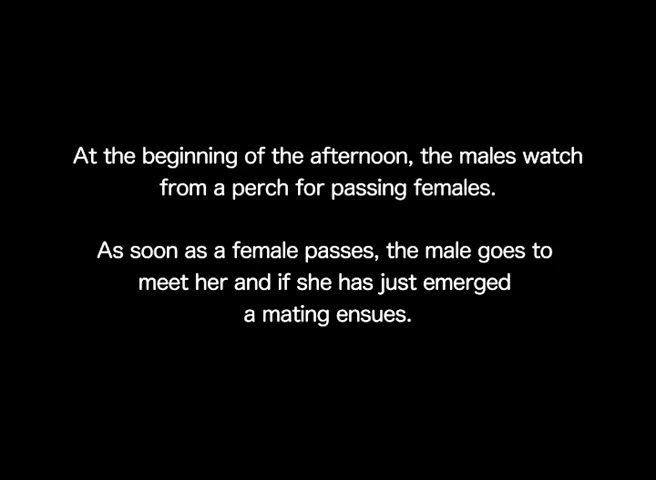 At the beginning of the afternoon, the males watch
from a perch for passing females.
As soon as a female passes, the male goes to
meet her and if she has just emerged
a mating ensues.